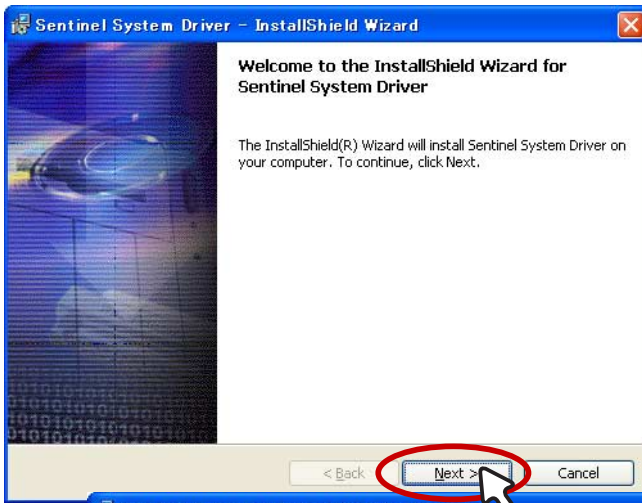 Sentinel System Driver - InstallShield Wizard
Welcome to the InstallShield Wizard for
Sentinel System Driver
The InstallShield(R) Wizard will install Sentinel System Driver on
your computer. To continue, click Next.
< Back
Next >
Cancel